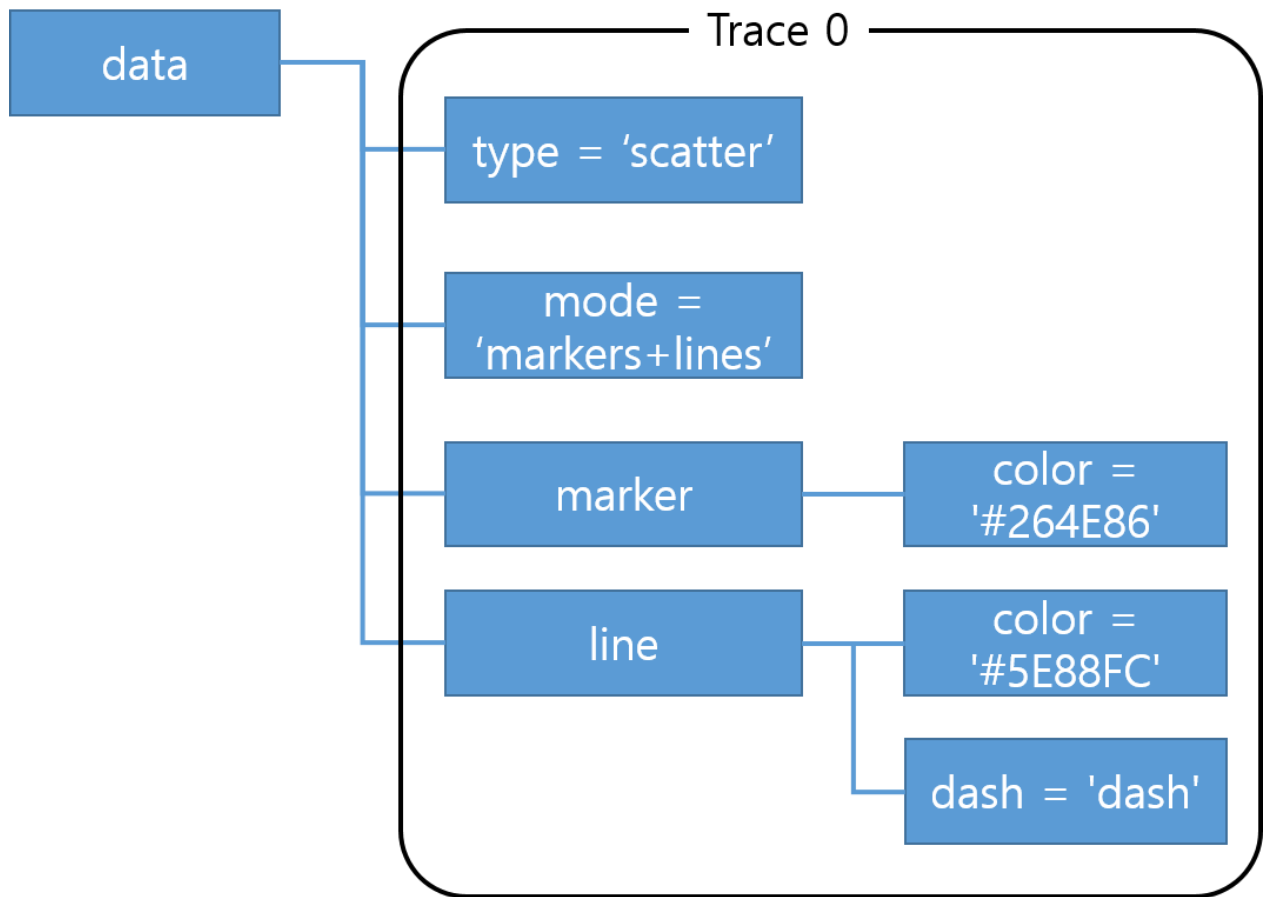 Trace 0
data
type = ‘scatter’
mode =
‘markers+lines’
marker
color =
'#264E86'
line
color =
'#5E88FC'
dash = 'dash'